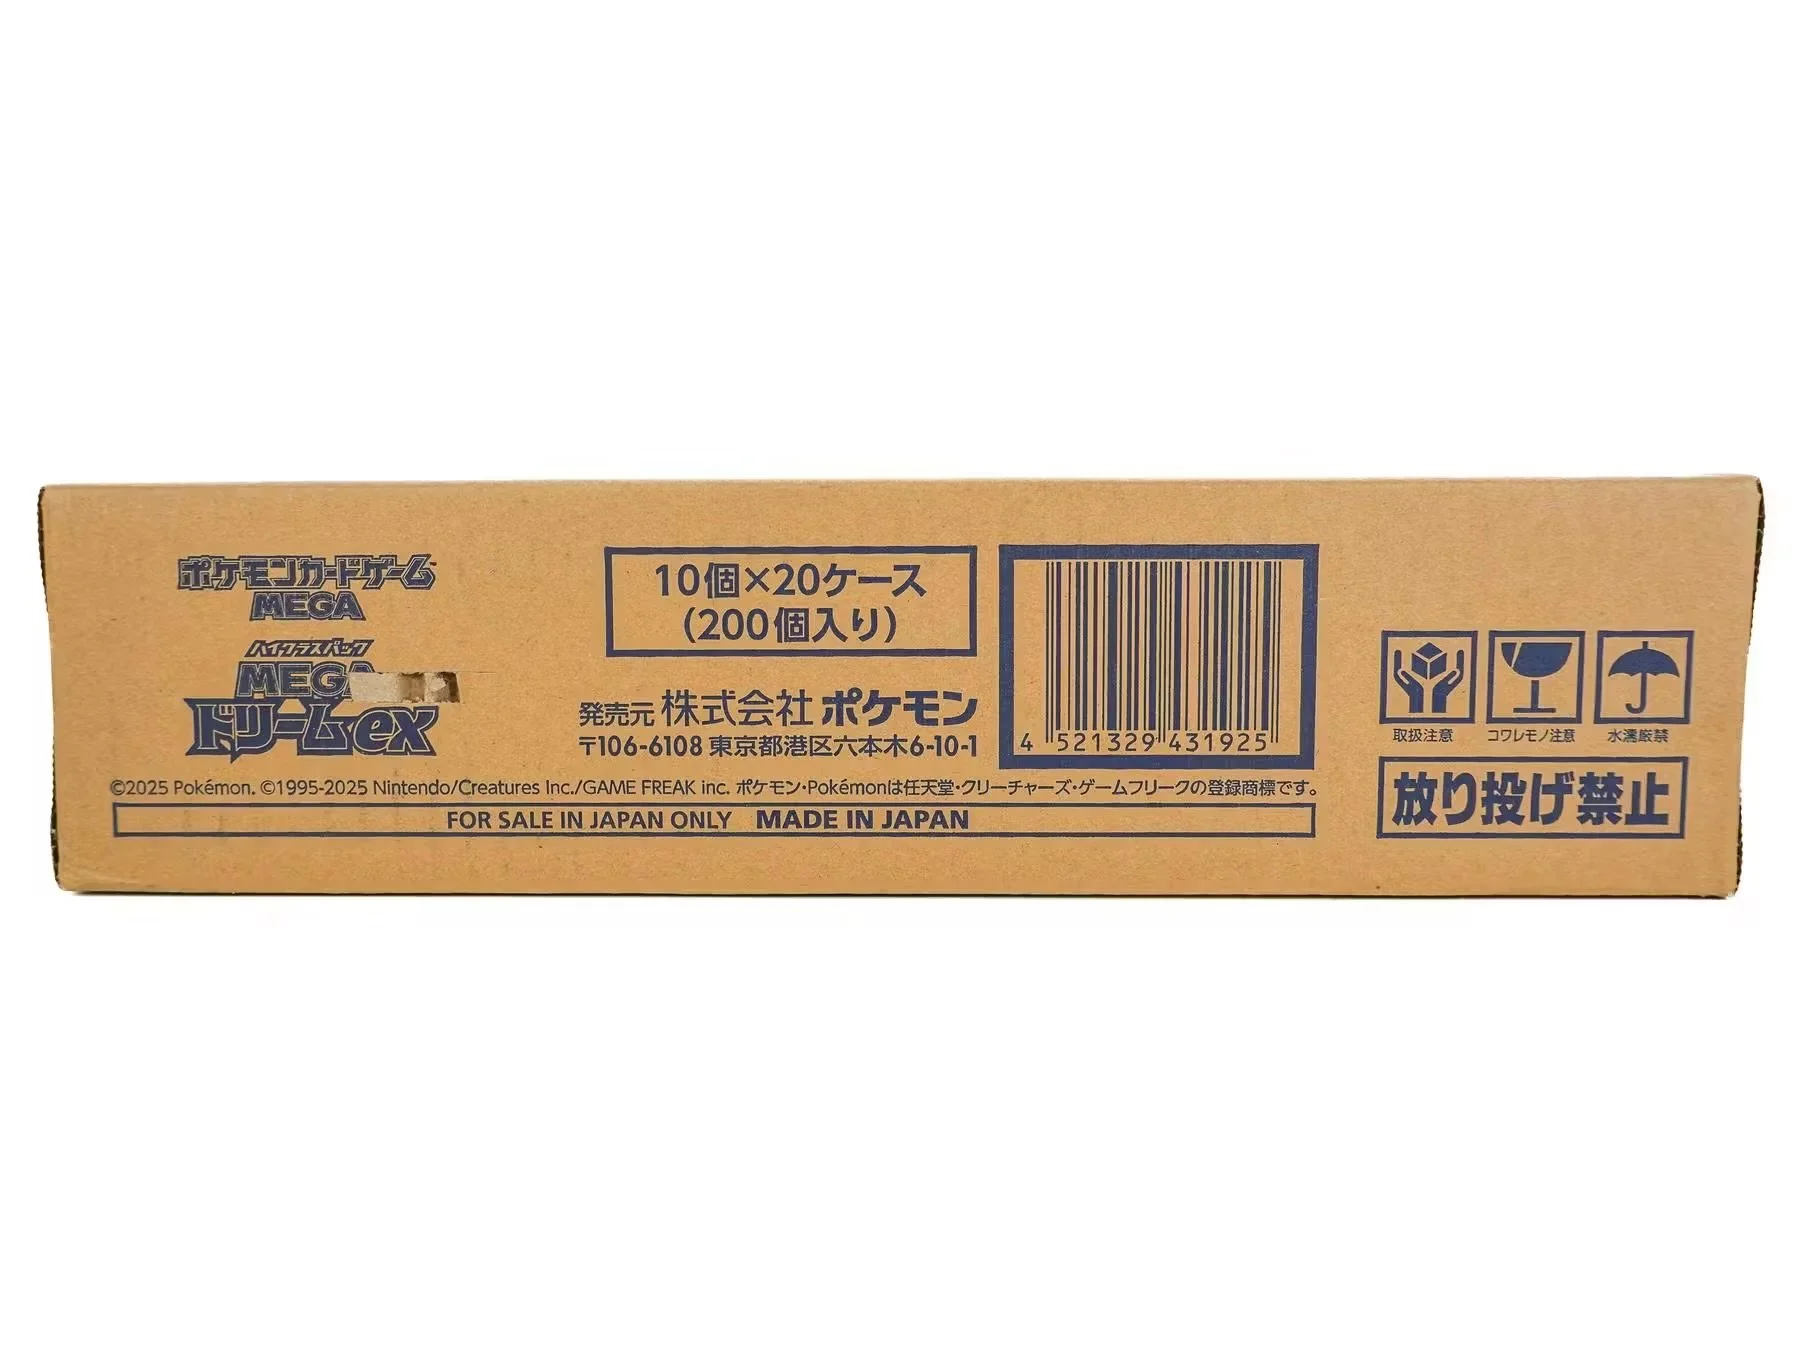 ポケモンカードゲーム
MEGA
ハイクラスパック
MEGA
ドリームex
10個×20ケース
(200個入り)
発売元 株式会社 ポケモン
〒106-6108 東京都港区六本木6-10-1
4 521329 431925
©2025 Pokémon. ©1995-2025 Nintendo/Creatures Inc./GAME FREAK inc. ポケモン・Pokémonは任天堂・クリーチャーズ・ゲームフリークの登録商標です。
FOR SALE IN JAPAN ONLY MADE IN JAPAN
取扱注意 コワレモノ注意 水濡厳禁
放り投げ禁止